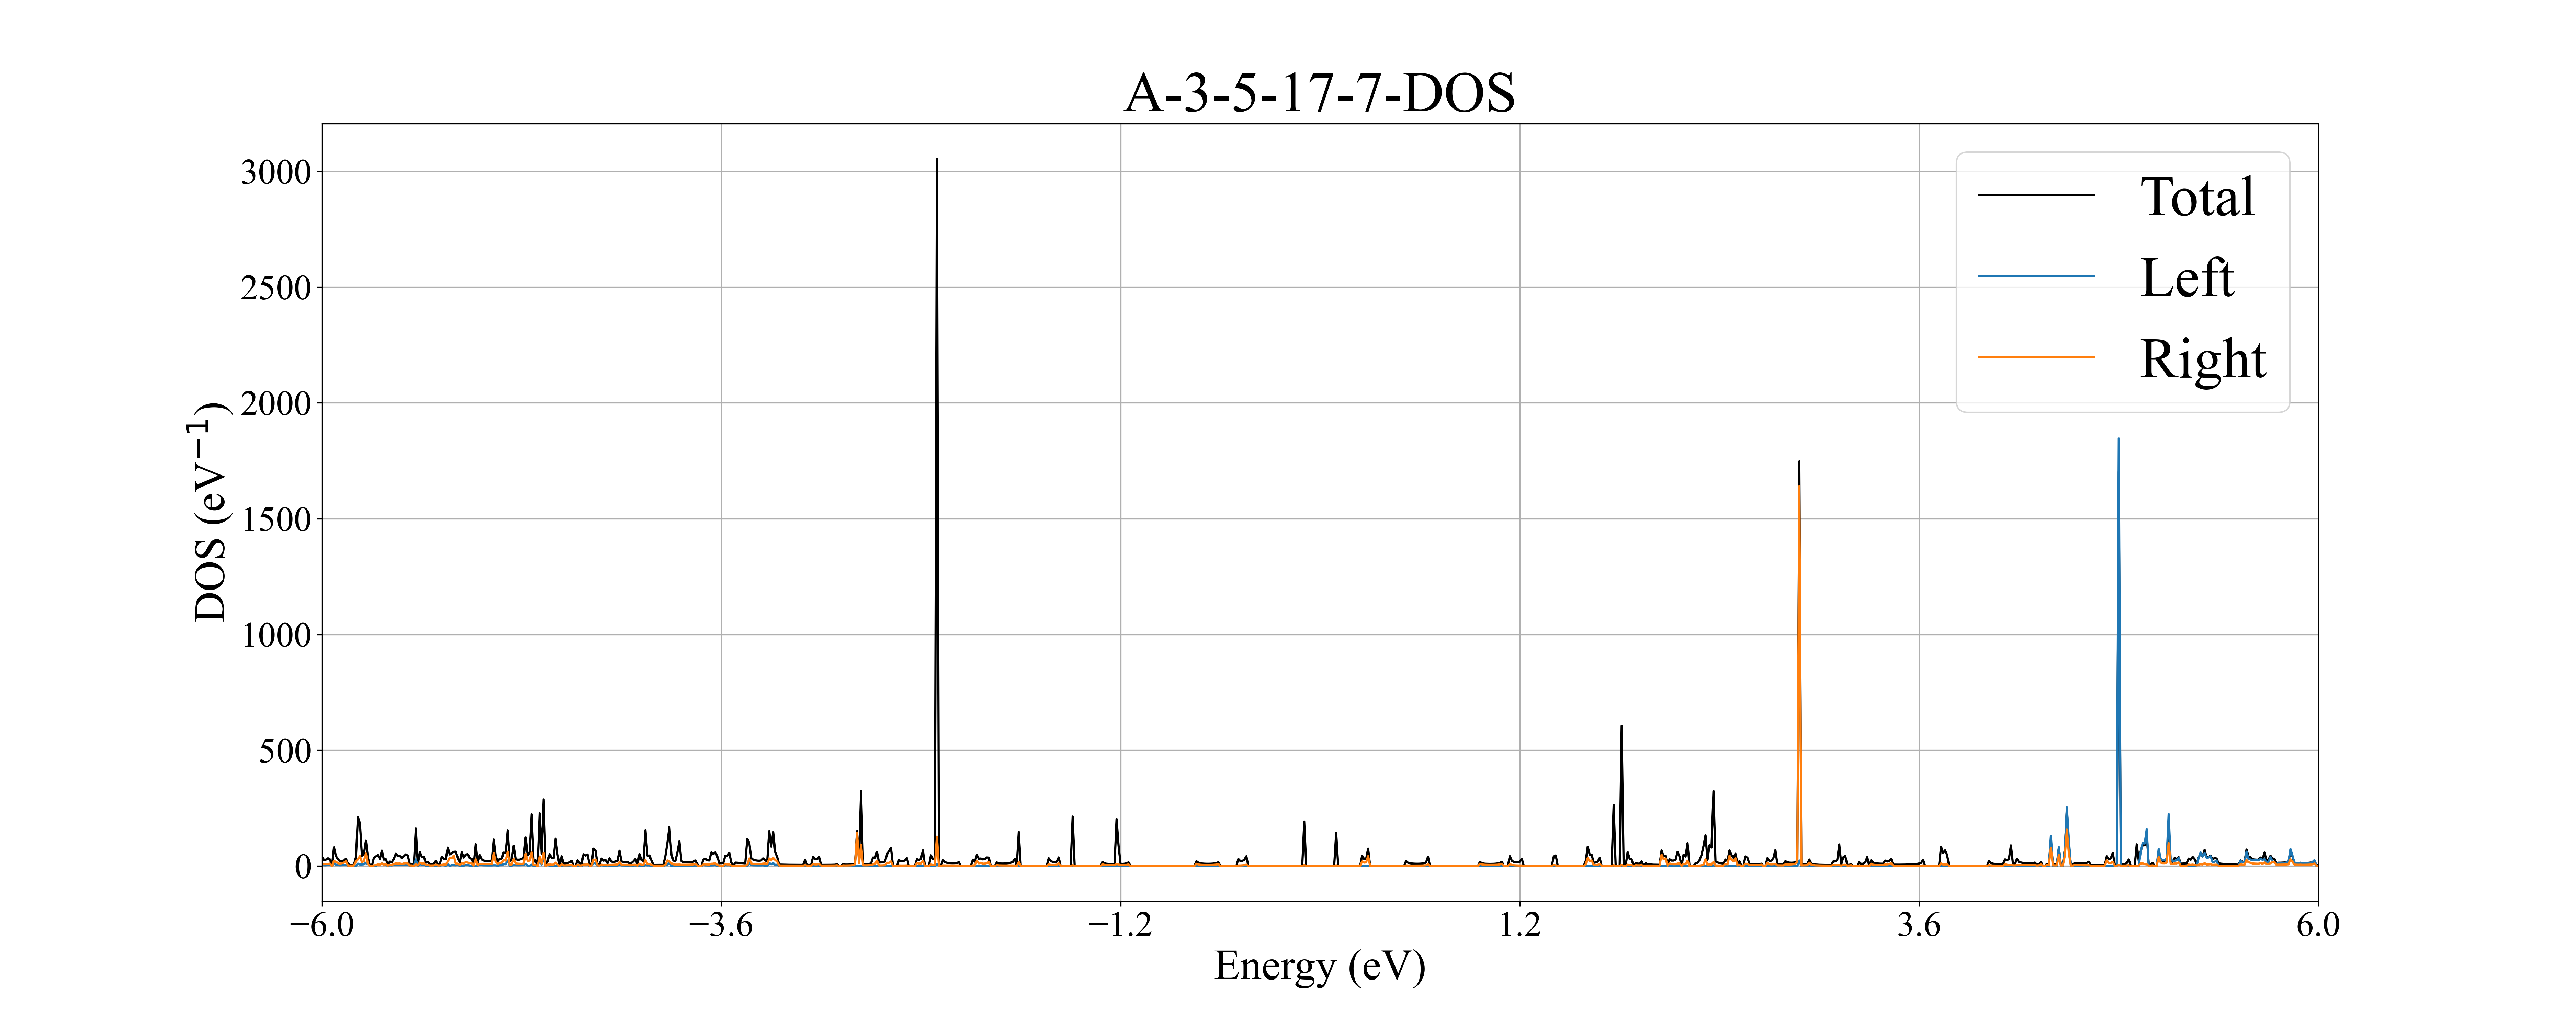 A-3-5-17-7-DOS
3000
2500
2000
1500
1000
500
0
DOS (eV⁻¹)
Total
Left
Right
−6.0 −3.6 −1.2 1.2 3.6 6.0
Energy (eV)